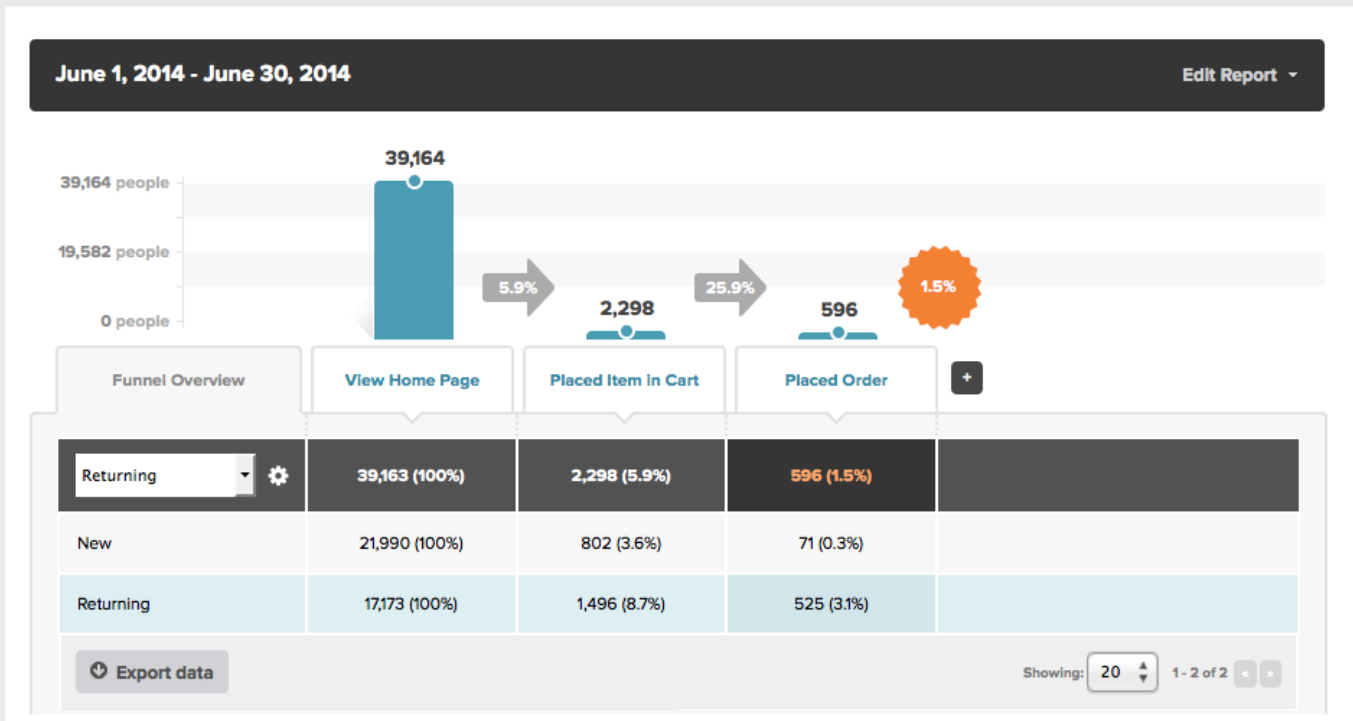 June 1, 2014 - June 30, 2014 Edit Report
39,164
39,164 people
19,582 people
5.9% 25.9% 1.5%
2,298 596
0 people
Funnel Overview View Home Page Placed Item in Cart Placed Order +
Returning 39,163 (100%) 2,298 (5.9%) 596 (1.5%)
New 21,990 (100%) 802 (3.6%) 71 (0.3%)
Returning 17,173 (100%) 1,496 (8.7%) 525 (3.1%)
Export data Showing: 20 1 - 2 of 2 < >